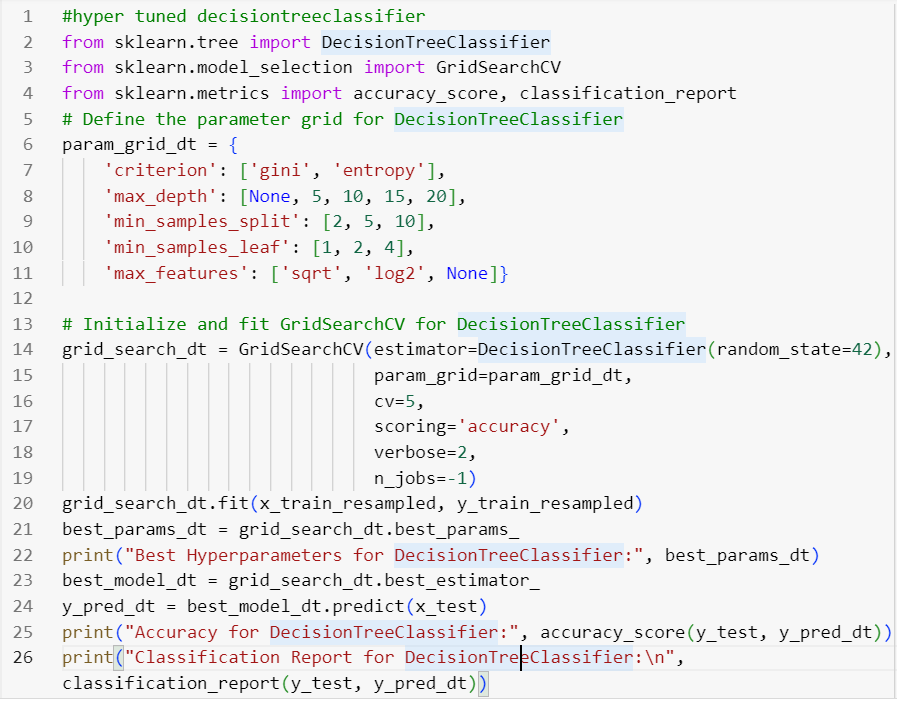 1 #hyper tuned decisiontreeclassifier
2 from sklearn.tree import DecisionTreeClassifier
3 from sklearn.model_selection import GridSearchCV
4 from sklearn.metrics import accuracy_score, classification_report
5 # Define the parameter grid for DecisionTreeClassifier
6 param_grid_dt = {
7     'criterion': ['gini', 'entropy'],
8     'max_depth': [None, 5, 10, 15, 20],
9     'min_samples_split': [2, 5, 10],
10     'min_samples_leaf': [1, 2, 4],
11     'max_features': ['sqrt', 'log2', None]}
12
13 # Initialize and fit GridSearchCV for DecisionTreeClassifier
14 grid_search_dt = GridSearchCV(estimator=DecisionTreeClassifier(random_state=42),
15                               param_grid=param_grid_dt,
16                               cv=5,
17                               scoring='accuracy',
18                               verbose=2,
19                               n_jobs=-1)
20 grid_search_dt.fit(x_train_resampled, y_train_resampled)
21 best_params_dt = grid_search_dt.best_params_
22 print("Best Hyperparameters for DecisionTreeClassifier:", best_params_dt)
23 best_model_dt = grid_search_dt.best_estimator_
24 y_pred_dt = best_model_dt.predict(x_test)
25 print("Accuracy for DecisionTreeClassifier:", accuracy_score(y_test, y_pred_dt))
26 print("Classification Report for DecisionTreeClassifier:\n",
classification_report(y_test, y_pred_dt))